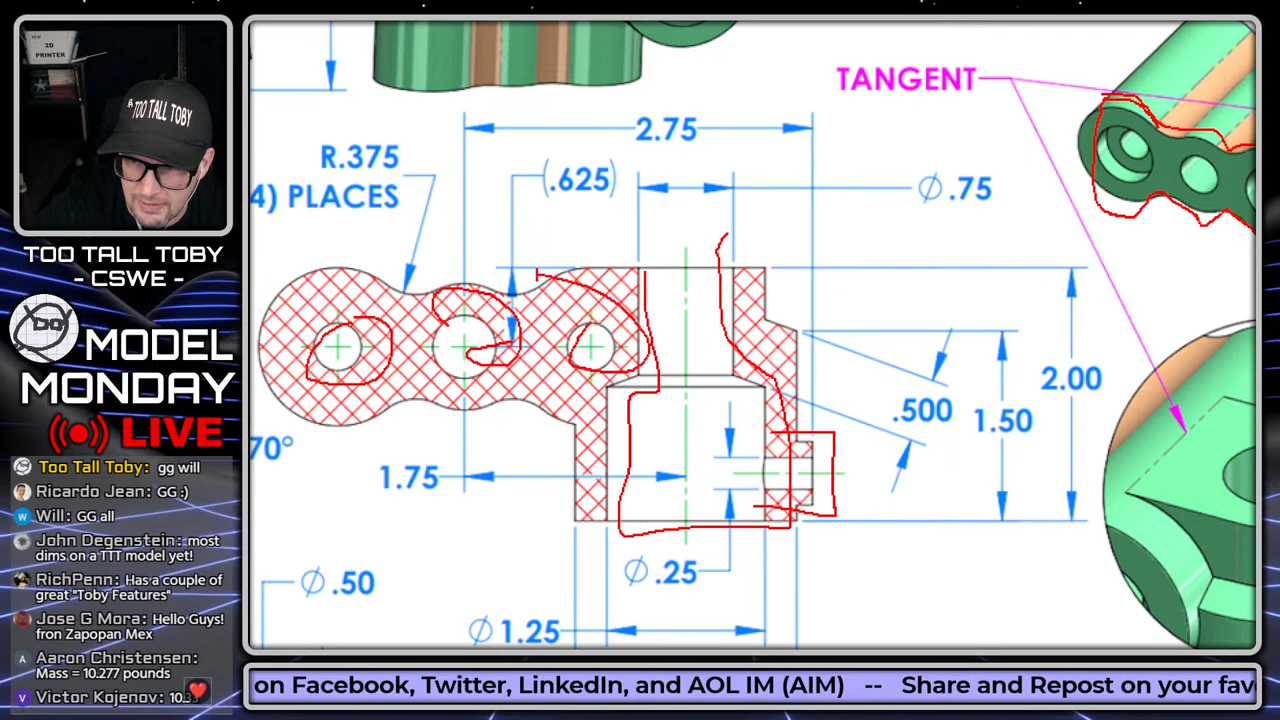 2D
PRINTER
TOO TALL TOBY
TOO TALL TOBY
- CSWE -
MODEL
MONDAY
LIVE
Too Tall Toby: gg will
Ricardo Jean: GG :)
Will: GG all
John Degenstein: most
dims on a TTT model yet!
RichPenn: Has a couple of
great "Toby Features"
Jose G Mora: Hello Guys!
fron Zapopan Mex
Aaron Christensen:
Mass = 10.277 pounds
Victor Kojenov:
TANGENT
2.75
R.375
4) PLACES
(.625)
Ø .75
2.00
.500
1.50
70°
1.75
Ø .25
Ø .50
Ø 1.25
on Facebook, Twitter, LinkedIn, and AOL IM (AIM) -- Share and Repost on your fav